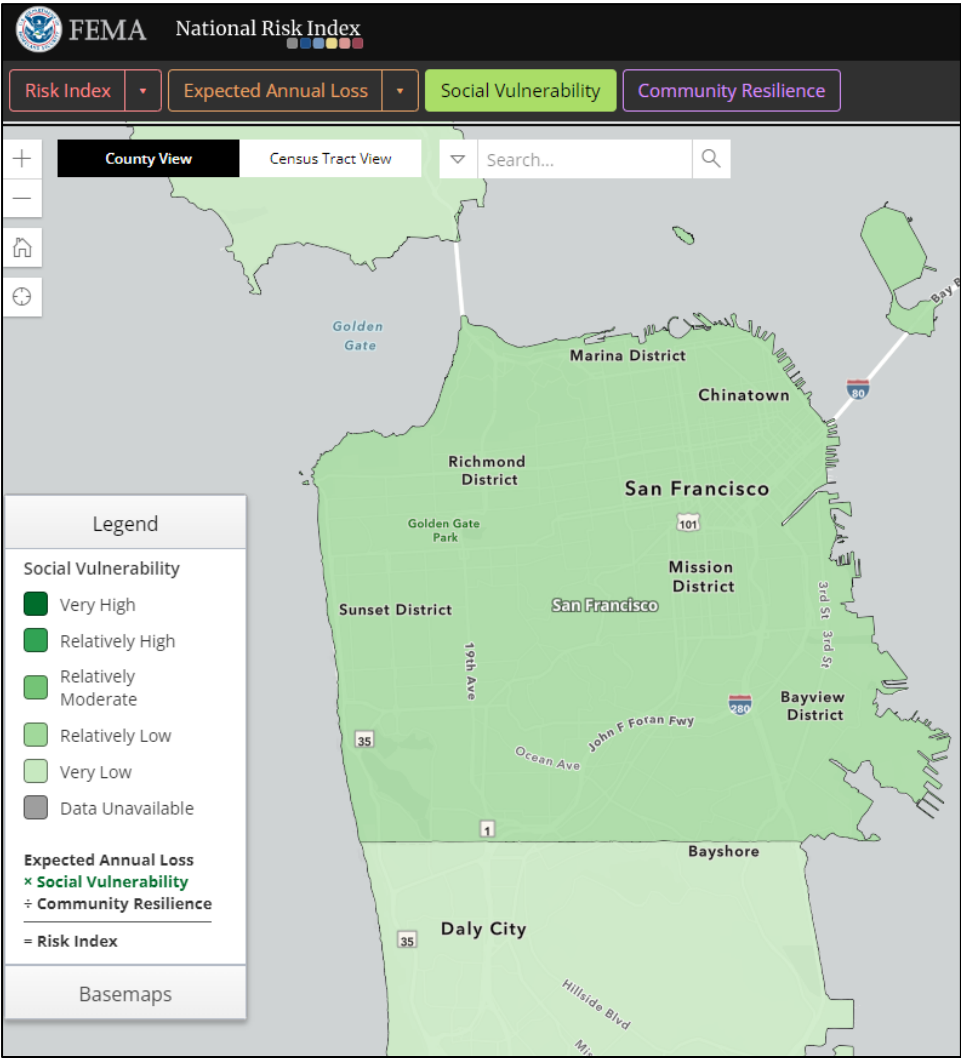 FEMA National Risk Index
Risk Index Expected Annual Loss Social Vulnerability Community Resilience
County View Census Tract View Search...
Golden
Gate
Marina District
Chinatown
80
Richmond
District
San Francisco
Golden Gate
Park
101
Mission
District
Sunset District
San Francisco
3rd St 3rd St
19th Ave
Bayview
District
280
John F Foran Fwy
35
Ocean Ave
1
Bayshore
Daly City
35
Hillside Blvd
Legend
Social Vulnerability
Very High
Relatively High
Relatively
Moderate
Relatively Low
Very Low
Data Unavailable
Expected Annual Loss
× Social Vulnerability
÷ Community Resilience
= Risk Index
Basemaps